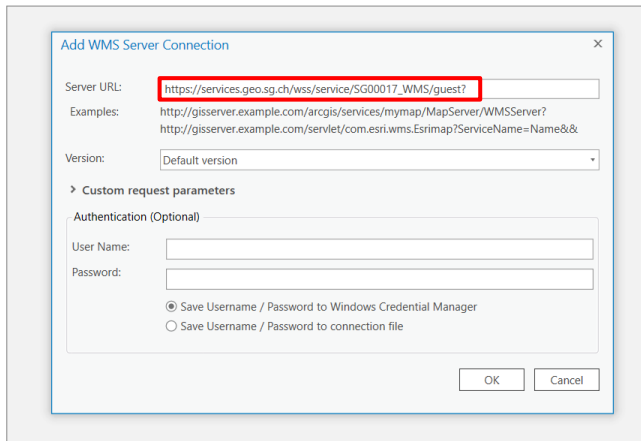 Add WMS Server Connection
Server URL: https://services.geo.sg.ch/wss/service/SG00017_WMS/guest?
Examples: http://gisserver.example.com/arcgis/services/mymap/MapServer/WMSServer?
http://gisserver.example.com/servlet/com.esri.wms.Esrimap?ServiceName=Name&&
Version: Default version
Custom request parameters
Authentication (Optional)
User Name:
Password:
Save Username / Password to Windows Credential Manager
Save Username / Password to connection file
OK Cancel